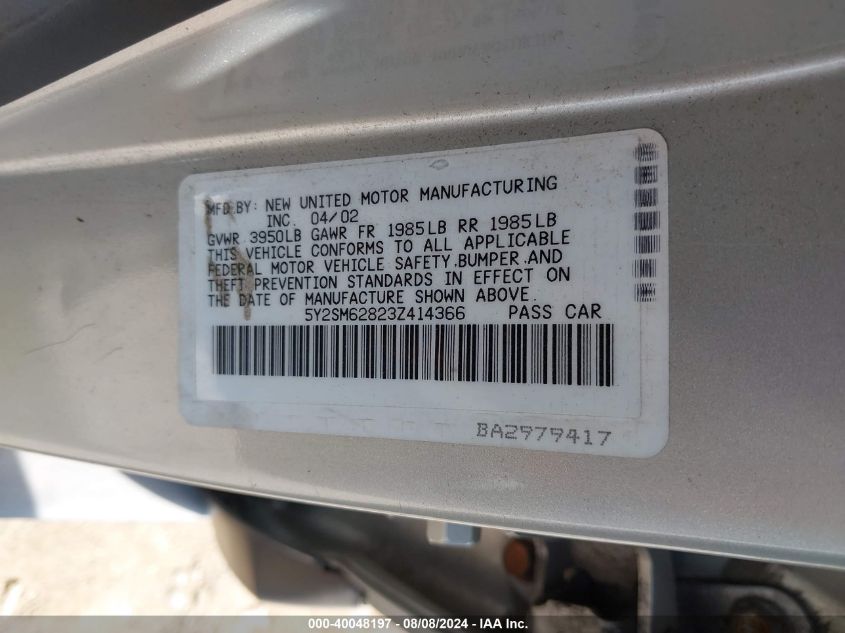 MFD.BY: NEW UNITED MOTOR MANUFACTURING
INC. 04/02
GVWR 3950LB GAWR FR 1985LB RR 1985LB
THIS VEHICLE CONFORMS TO ALL APPLICABLE
FEDERAL MOTOR VEHICLE SAFETY.BUMPER.AND
THEFT PREVENTION STANDARDS IN EFFECT ON
THE DATE OF MANUFACTURE SHOWN ABOVE.
5Y2SM62823Z414366 PASS CAR
BA2979417
000-40048197 - 08/08/2024 - IAA Inc.